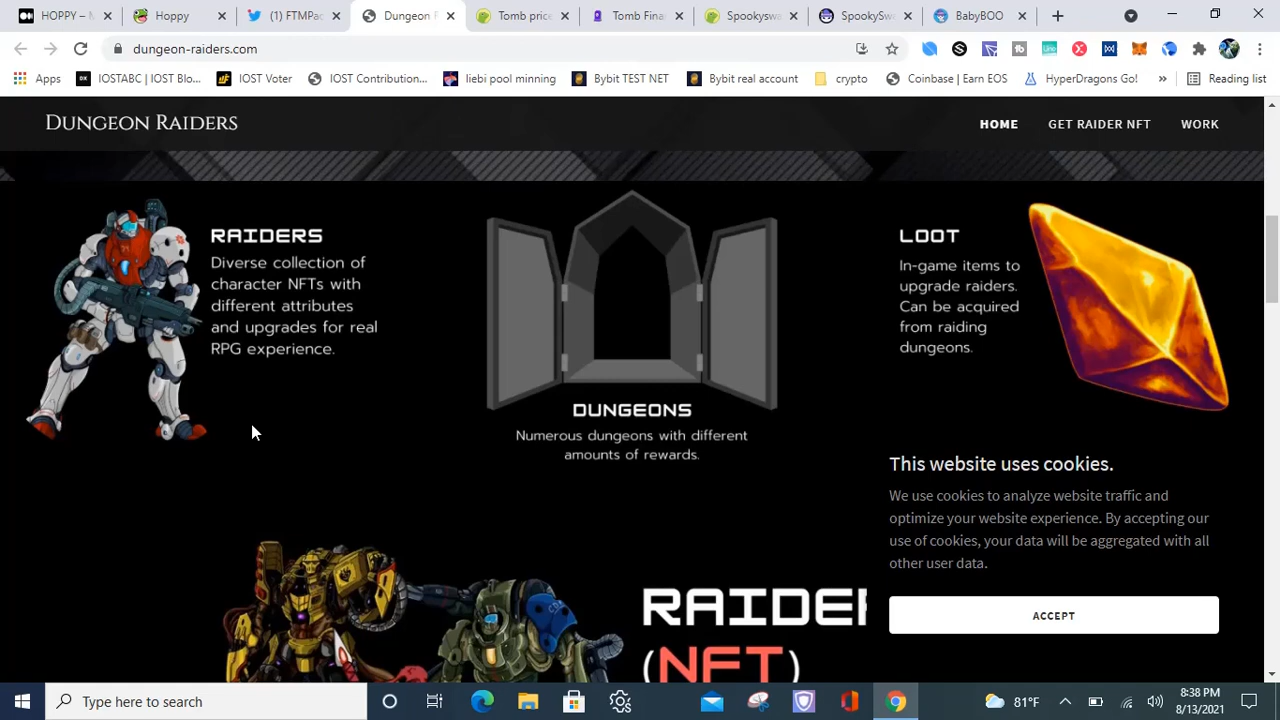 HOPPY – M
Hoppy
(1) FTMPa
Dungeon R
Tomb price
Tomb Fina
Spookyswa
SpookySw
BabyBOO
dungeon-raiders.com
Apps
IOSTABC | IOST Blo...
IOST Voter
IOST Contribution...
liebi pool minning
Bybit TEST NET
Bybit real account
crypto
Coinbase | Earn EOS
HyperDragons Go!
»
Reading list
DUNGEON RAIDERS
HOME
GET RAIDER NFT
WORK
RAIDERS
Diverse collection of
character NFTs with
different attributes
and upgrades for real
RPG experience.
DUNGEONS
Numerous dungeons with different
amounts of rewards.
LOOT
In-game items to
upgrade raiders.
Can be acquired
from raiding
dungeons.
RAIDER
(NFT)
This website uses cookies.
We use cookies to analyze website traffic and
optimize your website experience. By accepting our
use of cookies, your data will be aggregated with all
other user data.
ACCEPT
Type here to search
81°F
8:38 PM
8/13/2021